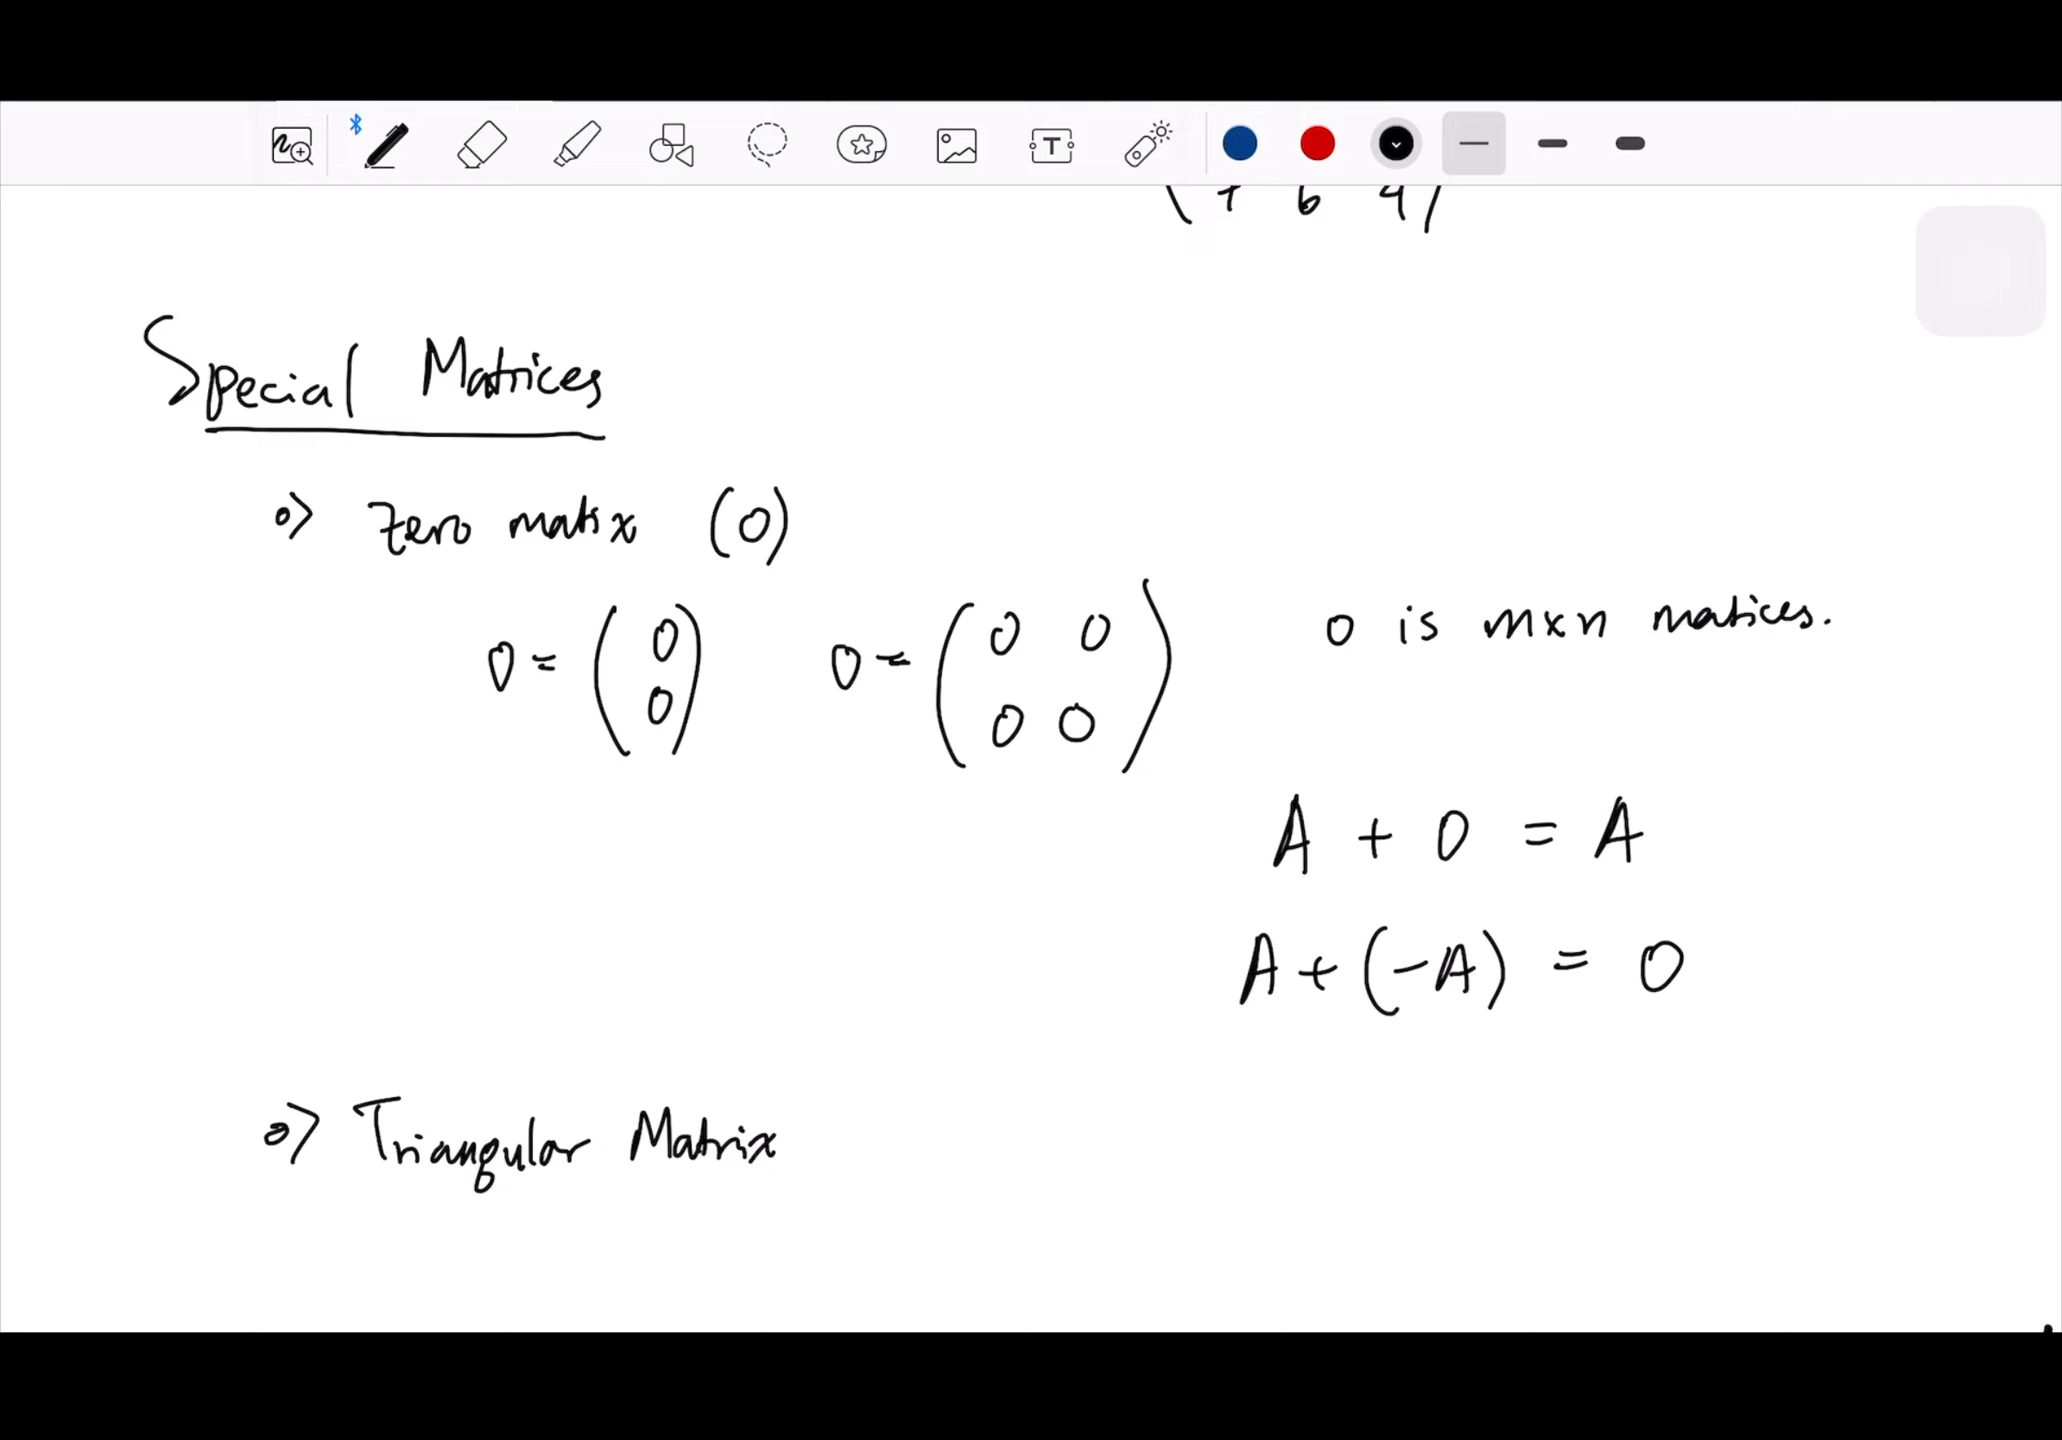 6
Special Matrices
zero matix (0)
0 = ( 0 0 ) 0 = ( 0 0 0 0 ) 0 is m×n matices.
A + 0 = A
A + (-A) = 0
Triangular Matrix